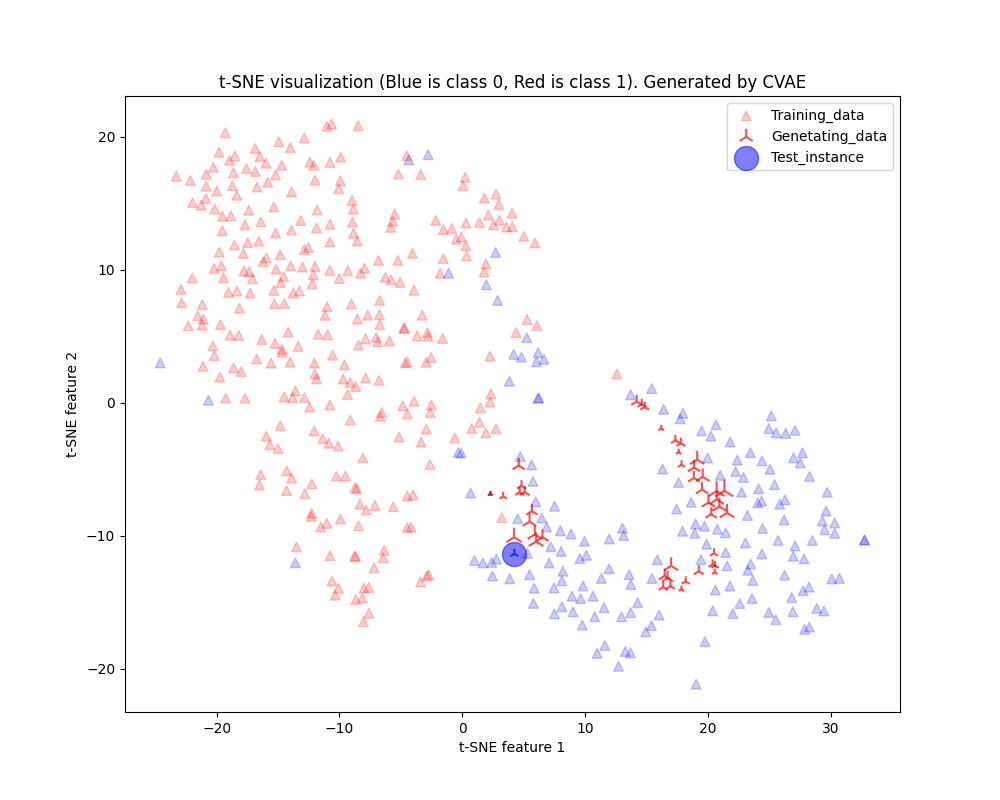 t-SNE visualization (Blue is class 0, Red is class 1). Generated by CVAE
Training_data
Genetating_data
Test_instance
20
10
0
−10
−20
t-SNE feature 2
−20
−10
0
10
20
30
t-SNE feature 1